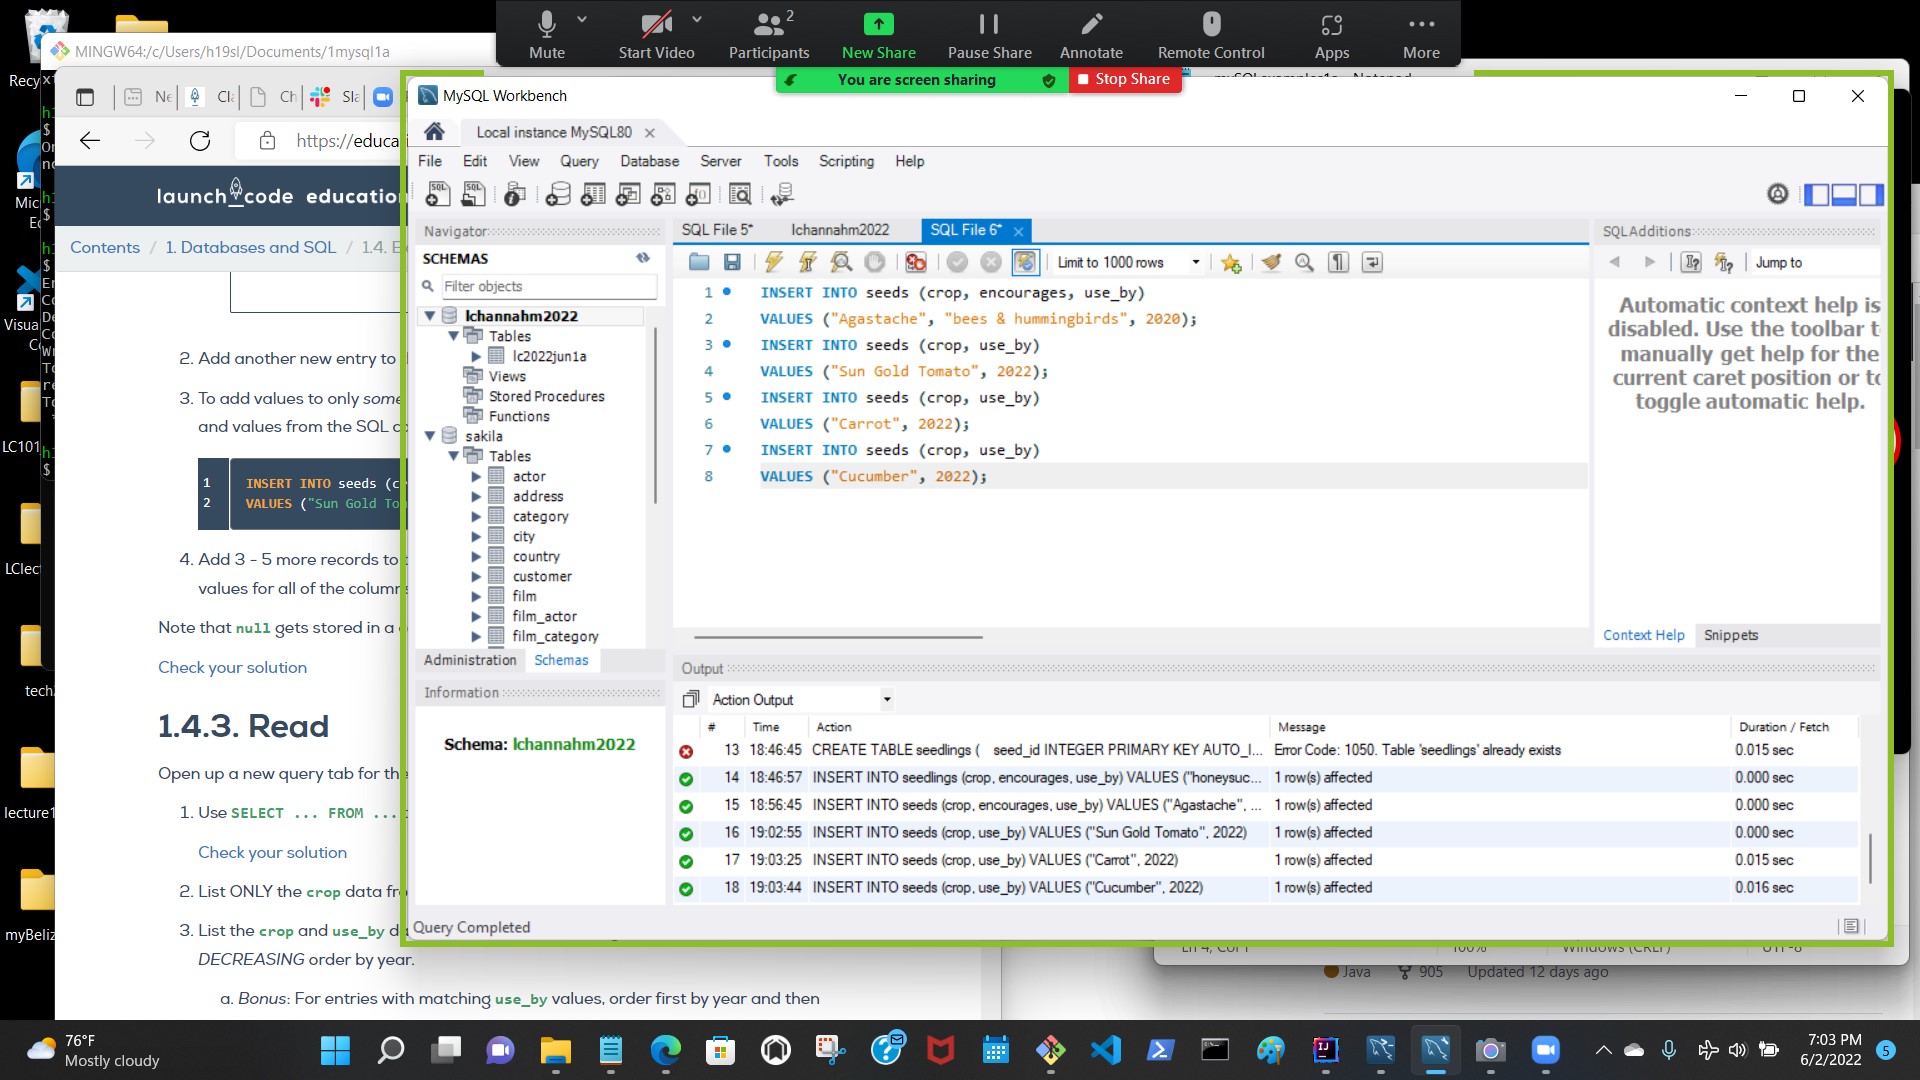 2
Mute
Start Video
Participants
New Share
Pause Share
Annotate
Remote Control
Apps
More
You are screen sharing
Stop Share
MINGW64:/c/Users/h19sl/Documents/1mysql1a
MySQL Workbench
Local instance MySQL80
File Edit View Query Database Server Tools Scripting Help
https://educa
launch_code education
Contents / 1. Databases and SQL / 1.4. E
2. Add another new entry to
3. To add values to only some
and values from the SQL
1 INSERT INTO seeds (c
2 VALUES ("Sun Gold To
4. Add 3 - 5 more records to
values for all of the column
Note that null gets stored in a
Check your solution
1.4.3. Read
Open up a new query tab for the
1. Use SELECT ... FROM ...
Check your solution
2. List ONLY the crop data fr
3. List the crop and use_by d
DECREASING order by year.
a. Bonus: For entries with matching use_by values, order first by year and then
Navigator
SCHEMAS
Filter objects
lchannahm2022
Tables
lc2022jun1a
Views
Stored Procedures
Functions
sakila
Tables
actor
address
category
city
country
customer
film
film_actor
film_category
Administration Schemas
Information
Schema: lchannahm2022
Query Completed
SQL File 5* lchannahm2022 SQL File 6*
Limit to 1000 rows
1 INSERT INTO seeds (crop, encourages, use_by)
2 VALUES ("Agastache", "bees & hummingbirds", 2020);
3 INSERT INTO seeds (crop, use_by)
4 VALUES ("Sun Gold Tomato", 2022);
5 INSERT INTO seeds (crop, use_by)
6 VALUES ("Carrot", 2022);
7 INSERT INTO seeds (crop, use_by)
8 VALUES ("Cucumber", 2022);
SQLAdditions
Jump to
Automatic context help is
disabled. Use the toolbar t
manually get help for the
current caret position or to
toggle automatic help.
Context Help Snippets
Output
Action Output
# Time Action Message Duration / Fetch
13 18:46:45 CREATE TABLE seedlings ( seed_id INTEGER PRIMARY KEY AUTO_I... Error Code: 1050. Table 'seedlings' already exists 0.015 sec
14 18:46:57 INSERT INTO seedlings (crop, encourages, use_by) VALUES ("honeysuc... 1 row(s) affected 0.000 sec
15 18:56:45 INSERT INTO seeds (crop, encourages, use_by) VALUES ("Agastache", ... 1 row(s) affected 0.000 sec
16 19:02:55 INSERT INTO seeds (crop, use_by) VALUES ("Sun Gold Tomato", 2022) 1 row(s) affected 0.000 sec
17 19:03:25 INSERT INTO seeds (crop, use_by) VALUES ("Carrot", 2022) 1 row(s) affected 0.015 sec
18 19:03:44 INSERT INTO seeds (crop, use_by) VALUES ("Cucumber", 2022) 1 row(s) affected 0.016 sec
Java 905 Updated 12 days ago
Recy
Mic
Visua
LC101
LClec
tech
lecture1
myBeliz
76°F
Mostly cloudy
7:03 PM
6/2/2022
5